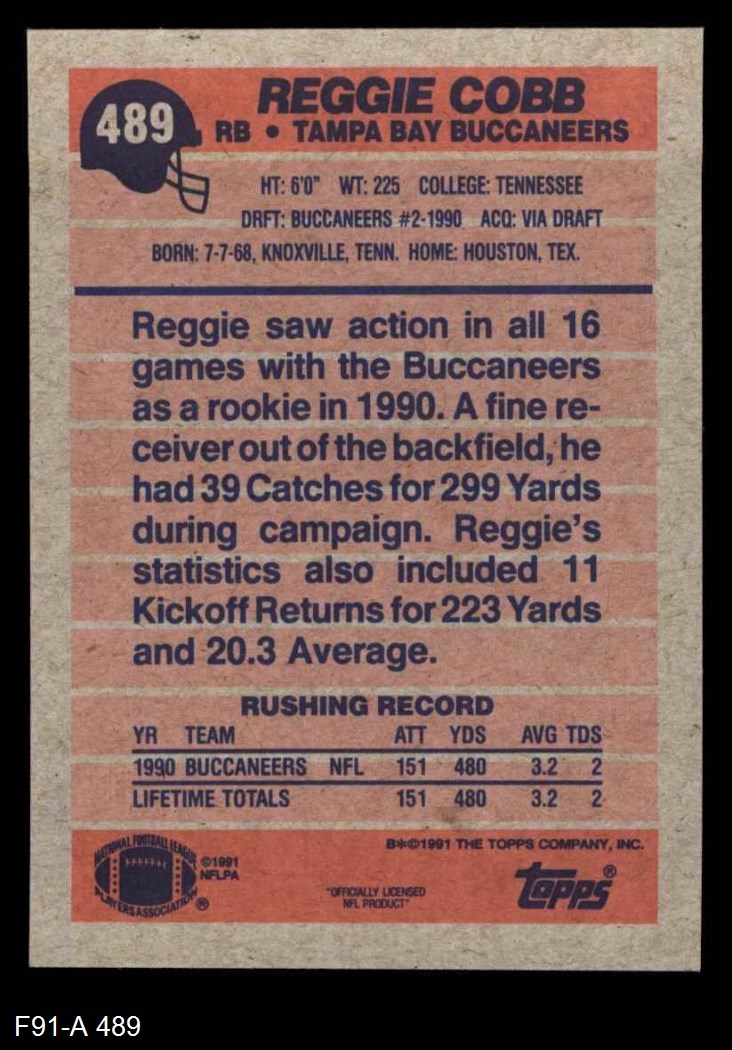 489
REGGIE COBB
RB • TAMPA BAY BUCCANEERS
HT: 6'0" WT: 225 COLLEGE: TENNESSEE
DRFT: BUCCANEERS #2-1990 ACQ: VIA DRAFT
BORN: 7-7-68, KNOXVILLE, TENN. HOME: HOUSTON, TEX.
Reggie saw action in all 16
games with the Buccaneers
as a rookie in 1990. A fine re-
ceiver out of the backfield, he
had 39 Catches for 299 Yards
during campaign. Reggie's
statistics also included 11
Kickoff Returns for 223 Yards
and 20.3 Average.
RUSHING RECORD
YR TEAM ATT YDS AVG TDS
1990 BUCCANEERS NFL 151 480 3.2 2
LIFETIME TOTALS 151 480 3.2 2
B*©1991 THE TOPPS COMPANY, INC.
NATIONAL FOOTBALL LEAGUE
PLAYERS ASSOCIATION ®
©1991
NFLPA
"OFFICIALLY LICENSED
NFL PRODUCT"
topps®
F91-A 489